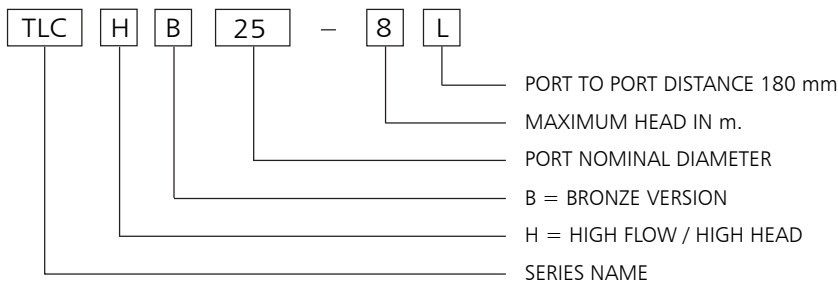 TLC H B 25 – 8 L
PORT TO PORT DISTANCE 180 mm
MAXIMUM HEAD IN m.
PORT NOMINAL DIAMETER
B = BRONZE VERSION
H = HIGH FLOW / HIGH HEAD
SERIES NAME